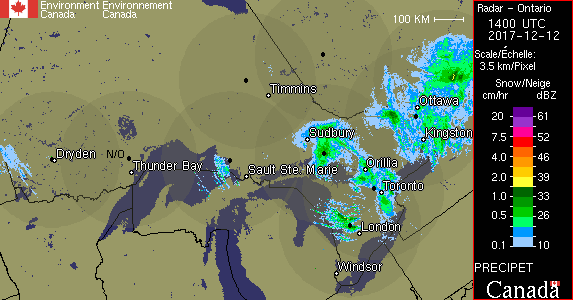 Environment Environnement
Canada Canada
100 KM
Timmins
Ottawa
Sudbury
Kingston
Dryden
N/O
Thunder Bay
Sault Ste. Marie
Orillia
Toronto
London
Windsor
Radar - Ontario
1400 UTC
2017-12-12
Scale/Échelle:
3.5 km/Pixel
Snow/Neige
cm/hr dBZ
20 61
7.5 52
4.0 46
2.0 39
1.0 33
0.5 26
0.1 10
PRECIPET
Canada